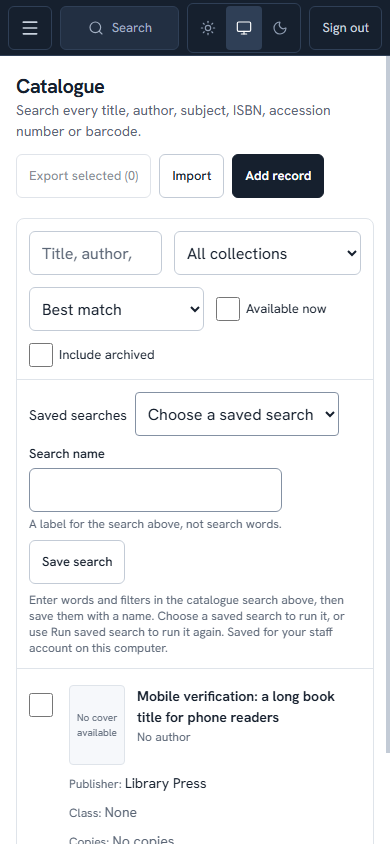 Search
Sign out
Catalogue
Search every title, author, subject, ISBN, accession
number or barcode.
Export selected (0)
Import
Add record
Title, author,
All collections
Best match
Available now
Include archived
Saved searches
Choose a saved search
Search name
A label for the search above, not search words.
Save search
Enter words and filters in the catalogue search above, then
save them with a name. Choose a saved search to run it, or
use Run saved search to run it again. Saved for your staff
account on this computer.
No cover
available
Mobile verification: a long book
title for phone readers
No author
Publisher: Library Press
Class: None
Copies: No copies